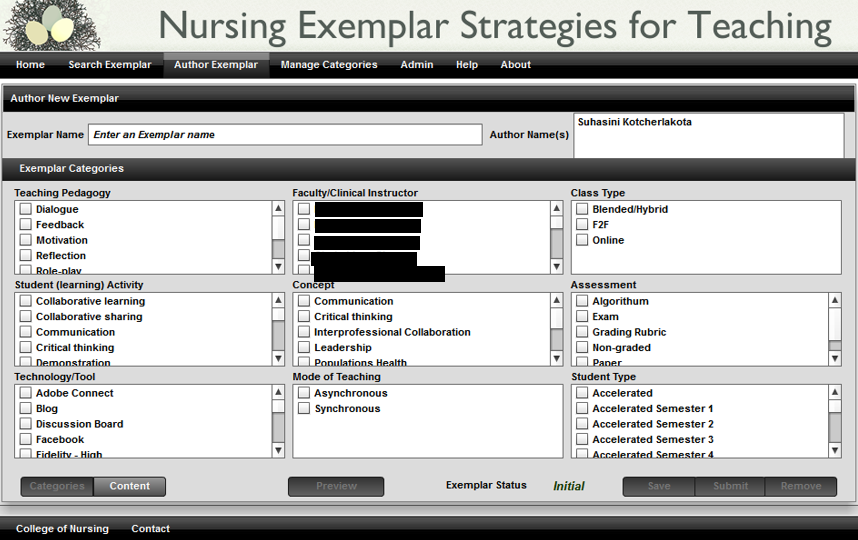 Nursing Exemplar Strategies for Teaching
Home Search Exemplar Author Exemplar Manage Categories Admin Help About
Author New Exemplar
Exemplar Name Enter an Exemplar name Author Name(s) Suhasini Kotcherlakota
Exemplar Categories
Teaching Pedagogy
Dialogue
Feedback
Motivation
Reflection
Role-play
Faculty/Clinical Instructor
Class Type
Blended/Hybrid
F2F
Online
Student (learning) Activity
Collaborative learning
Collaborative sharing
Communication
Critical thinking
Demonstration
Concept
Communication
Critical thinking
Interprofessional Collaboration
Leadership
Populations Health
Assessment
Algorithum
Exam
Grading Rubric
Non-graded
Paper
Technology/Tool
Adobe Connect
Blog
Discussion Board
Facebook
Fidelity - High
Mode of Teaching
Asynchronous
Synchronous
Student Type
Accelerated
Accelerated Semester 1
Accelerated Semester 2
Accelerated Semester 3
Accelerated Semester 4
Categories Content Preview Exemplar Status Initial Save Submit Remove
College of Nursing Contact